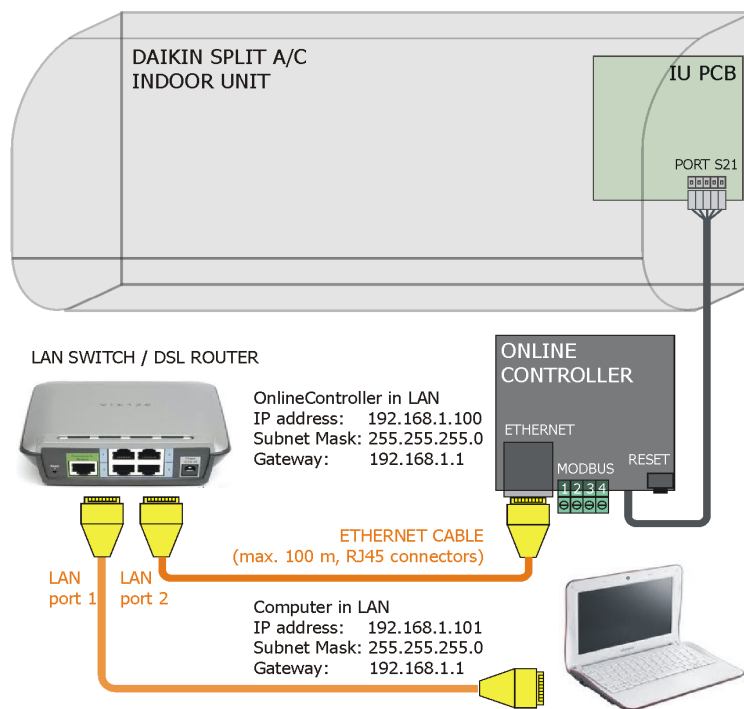 DAIKIN SPLIT A/C
INDOOR UNIT
IU PCB
PORT S21
LAN SWITCH / DSL ROUTER
ONLINE
CONTROLLER
ETHERNET
MODBUS
RESET
1 2 3 4
OnlineController in LAN
IP address: 192.168.1.100
Subnet Mask: 255.255.255.0
Gateway: 192.168.1.1
ETHERNET CABLE
(max. 100 m, RJ45 connectors)
LAN
port 1
LAN
port 2
Computer in LAN
IP address: 192.168.1.101
Subnet Mask: 255.255.255.0
Gateway: 192.168.1.1